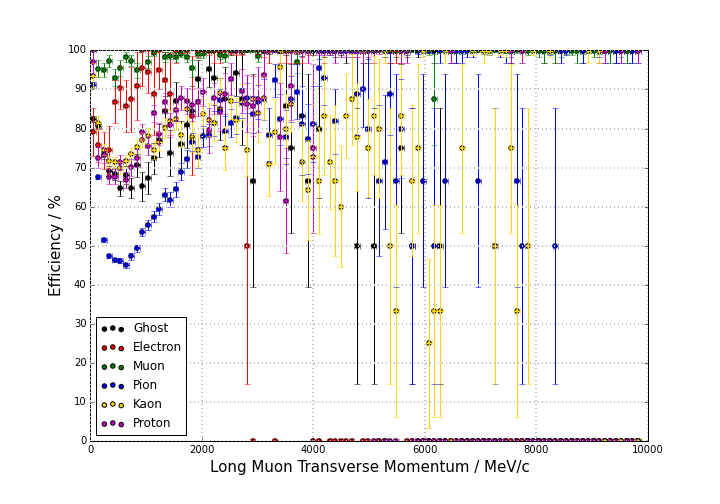 100
90
80
70
60
50
40
30
20
10
0
Efficiency / %
Ghost
Electron
Muon
Pion
Kaon
Proton
0 2000 4000 6000 8000 10000
Long Muon Transverse Momentum / MeV/c